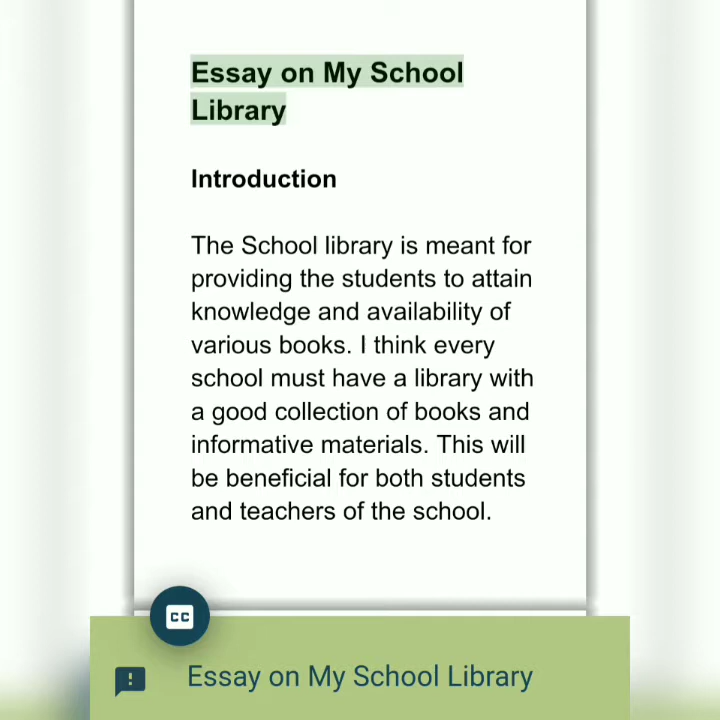 Essay on My School
Library
Introduction
The School library is meant for
providing the students to attain
knowledge and availability of
various books. I think every
school must have a library with
a good collection of books and
informative materials. This will
be beneficial for both students
and teachers of the school.
CC
Essay on My School Library